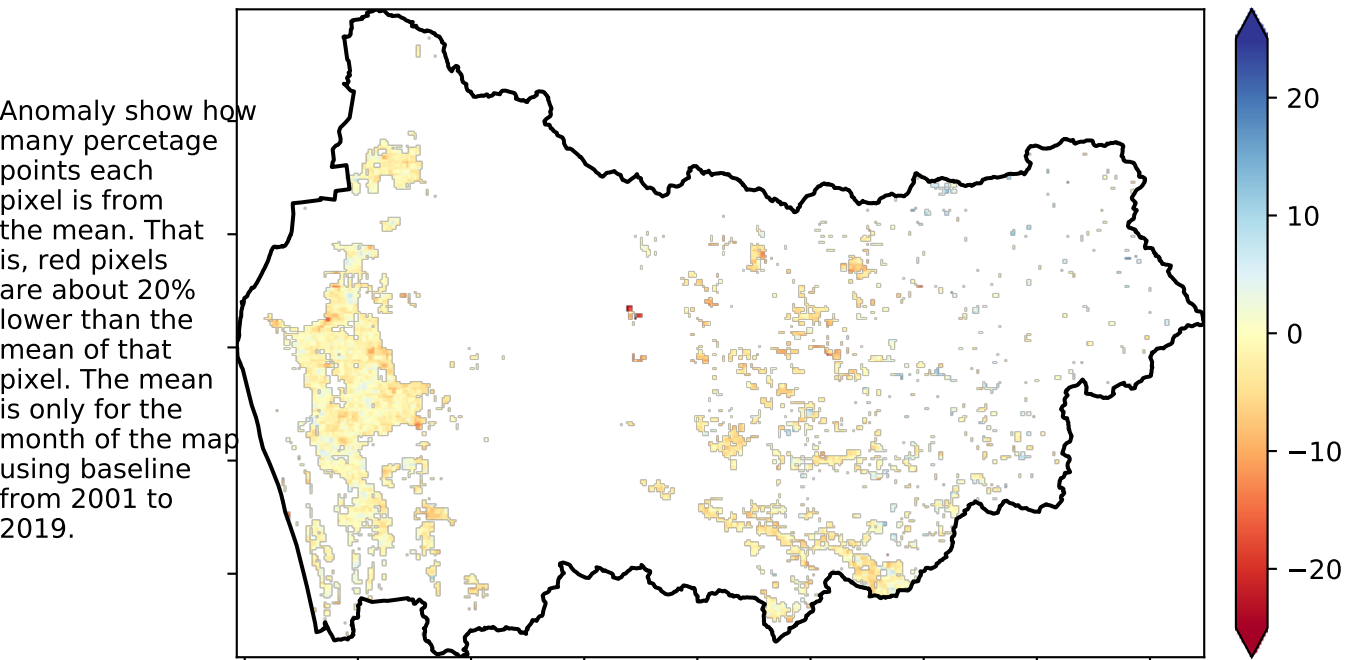 Anomaly show how
many percetage
points each
pixel is from
the mean. That
is, red pixels
are about 20%
lower than the
mean of that
pixel. The mean
is only for the
month of the map
using baseline
from 2001 to
2019.
20
10
0
−10
−20